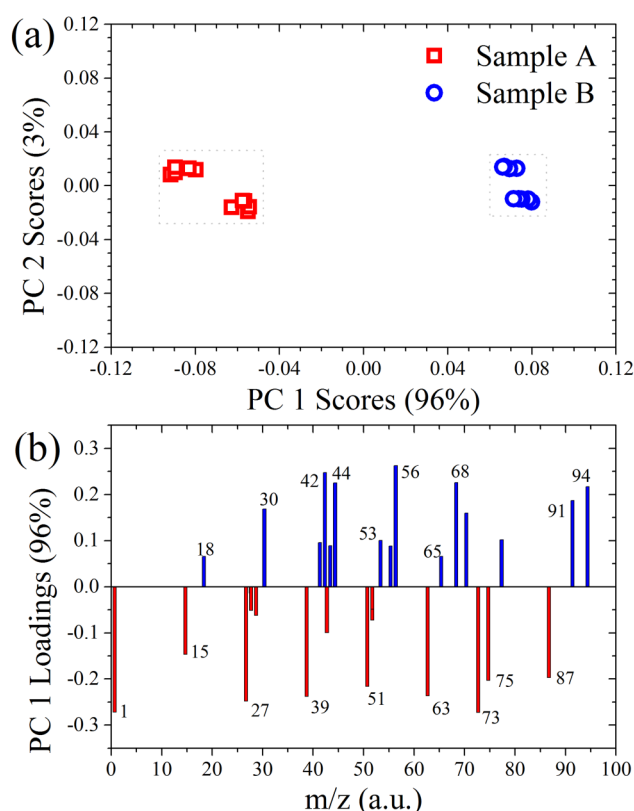 (a)
0.12
0.08
0.04
0.00
-0.04
-0.08
-0.12
PC 2 Scores (3%)
Sample A
Sample B
-0.12 -0.08 -0.04 0.00 0.04 0.08 0.12
PC 1 Scores (96%)
(b)
0.3
0.2
0.1
0.0
-0.1
-0.2
-0.3
PC 1 Loadings (96%)
18 30 42 44 53 56 65 68 91 94
1 15 27 39 51 63 73 75 87
0 10 20 30 40 50 60 70 80 90 100
m/z (a.u.)